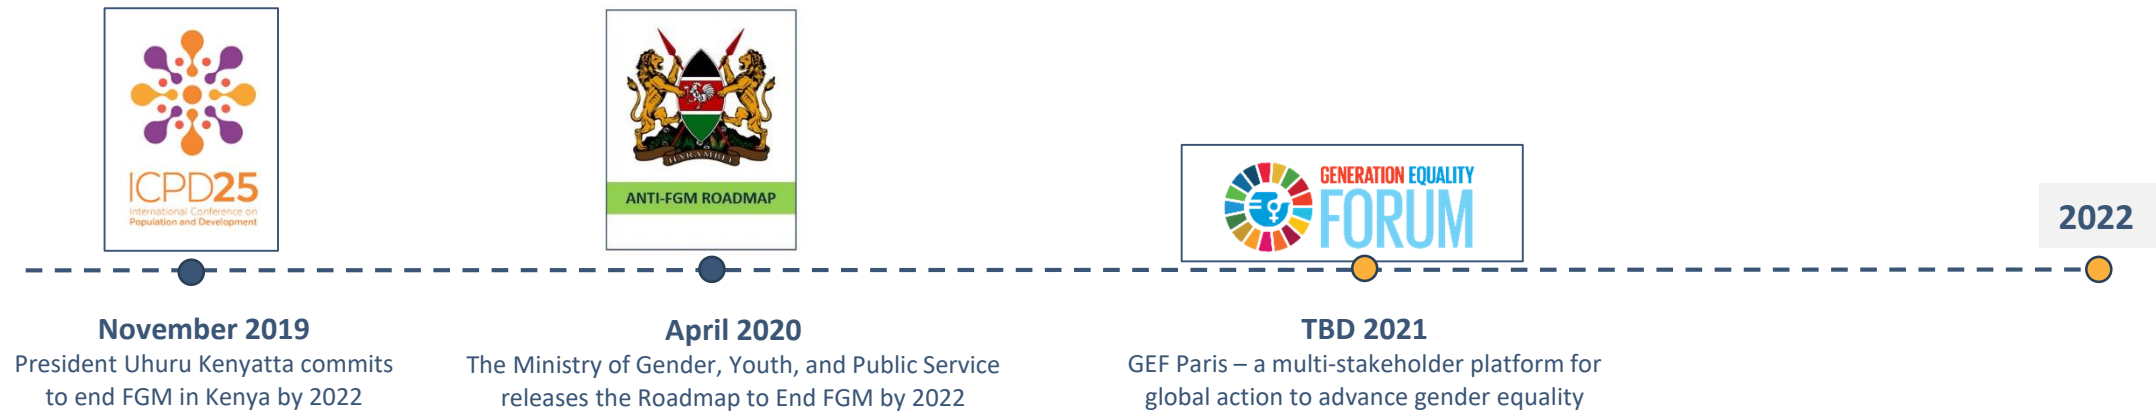 ICPD25
International Conference on
Population and Development
HARAMBEE
ANTI-FGM ROADMAP
GENERATION EQUALITY
FORUM
2022
November 2019
President Uhuru Kenyatta commits
to end FGM in Kenya by 2022
April 2020
The Ministry of Gender, Youth, and Public Service
releases the Roadmap to End FGM by 2022
TBD 2021
GEF Paris – a multi-stakeholder platform for
global action to advance gender equality